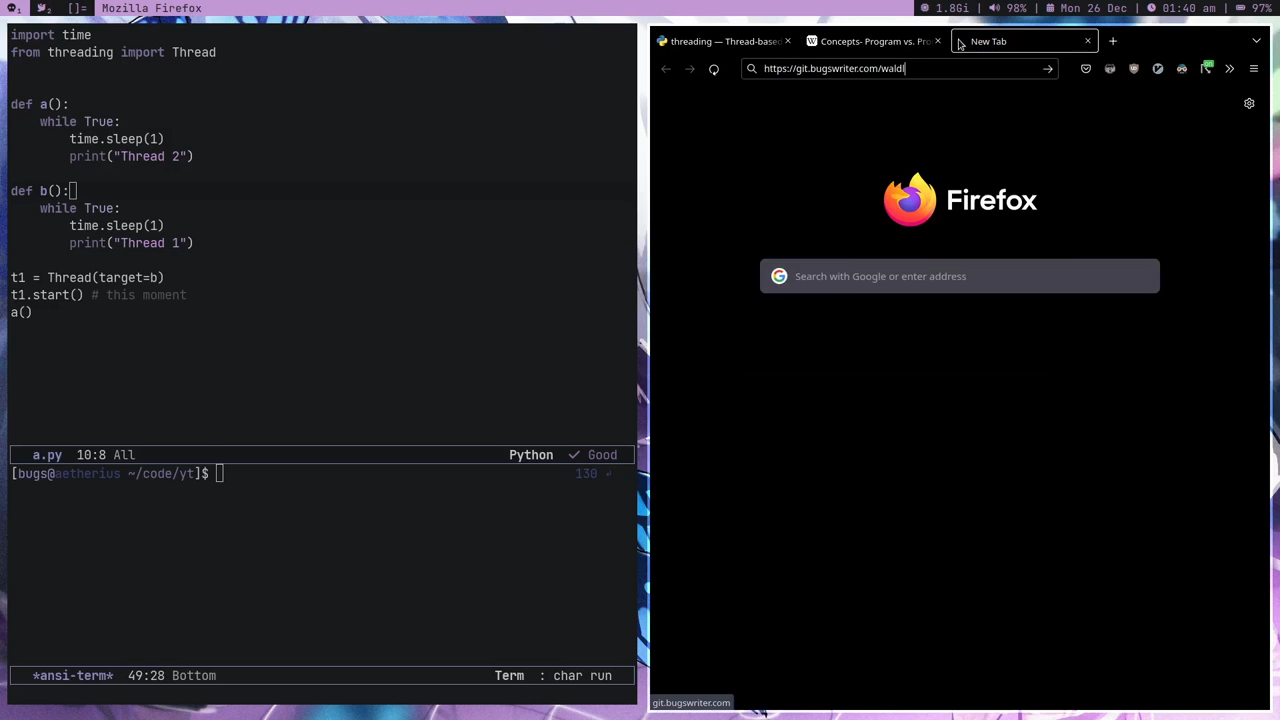 1 2 []= Mozilla Firefox 1.8Gi 98% Mon 26 Dec 01:40 am 97%
import time
from threading import Thread
def a():
while True:
time.sleep(1)
print("Thread 2")
def b():
while True:
time.sleep(1)
print("Thread 1")
t1 = Thread(target=b)
t1.start() # this moment
a()
a.py 10:8 All Python ✓ Good
[bugs@aetherius ~/code/yt]$ 130
*ansi-term* 49:28 Bottom Term : char run
threading — Thread-based Concepts- Program vs. Pro New Tab
https://git.bugswriter.com/waldl
on
Firefox
Search with Google or enter address
git.bugswriter.com